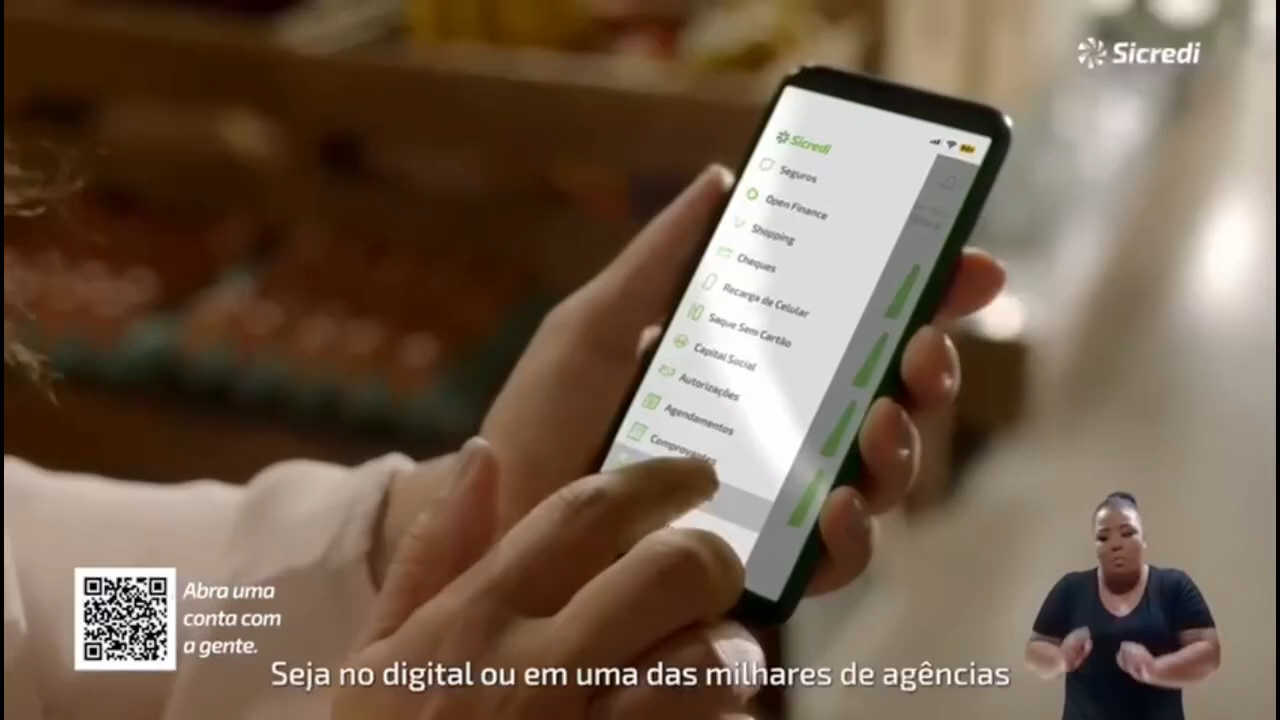 Sicredi
Sicredi
Seguros
Open Finance
Shopping
Cheques
Recarga de Celular
Saque Sem Cartão
Capital Social
Autorizações
Agendamentos
Comprovantes
Abra uma
conta com
a gente.
Seja no digital ou em uma das milhares de agências